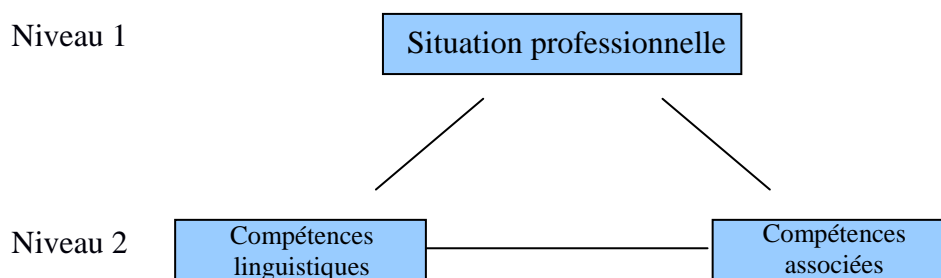 Niveau 1
Situation professionnelle
Niveau 2
Compétences
linguistiques
Compétences
associées